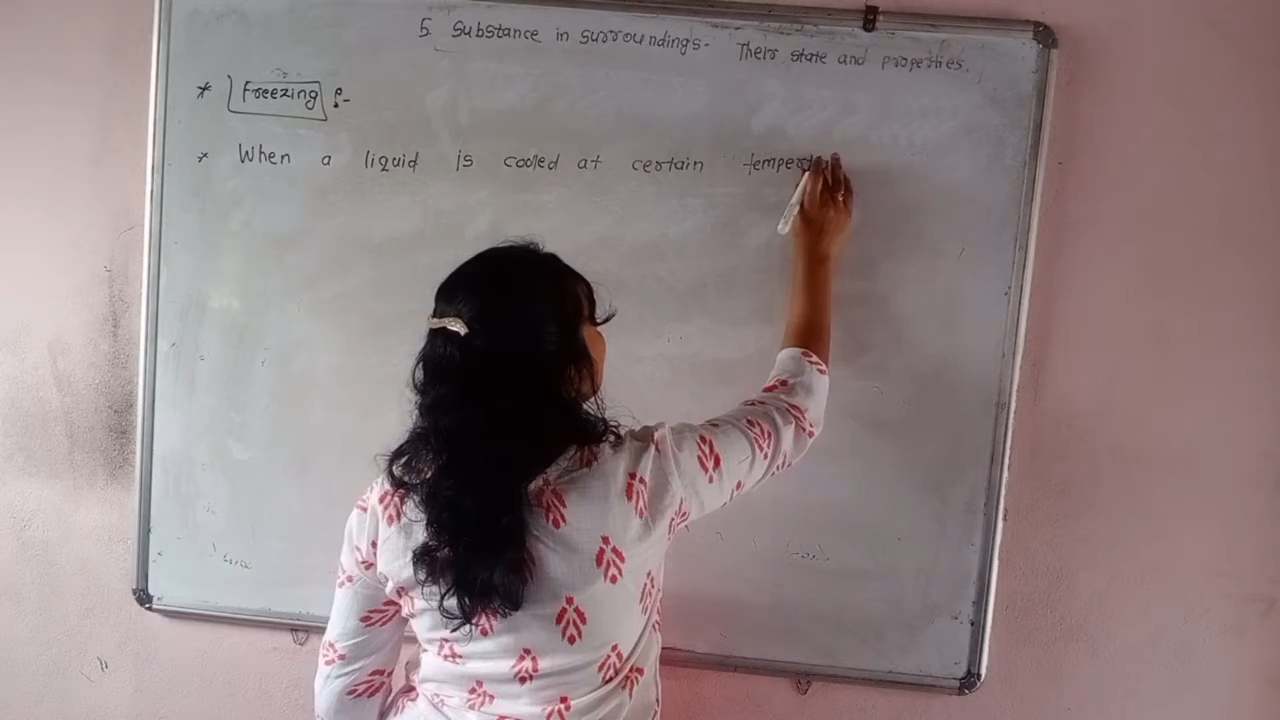 5. Substance in surroundings- Their state and properties.
* Freezing :-
* When a liquid is cooled at certain